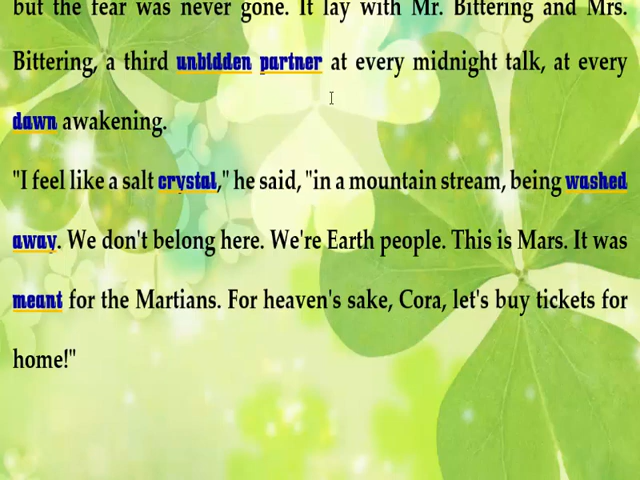 but the fear was never gone. It lay with Mr. Bittering and Mrs.
Bittering, a third unbidden partner at every midnight talk, at every
dawn awakening.
"I feel like a salt crystal," he said, "in a mountain stream, being washed
away. We don't belong here. We're Earth people. This is Mars. It was
meant for the Martians. For heaven's sake, Cora, let's buy tickets for
home!"